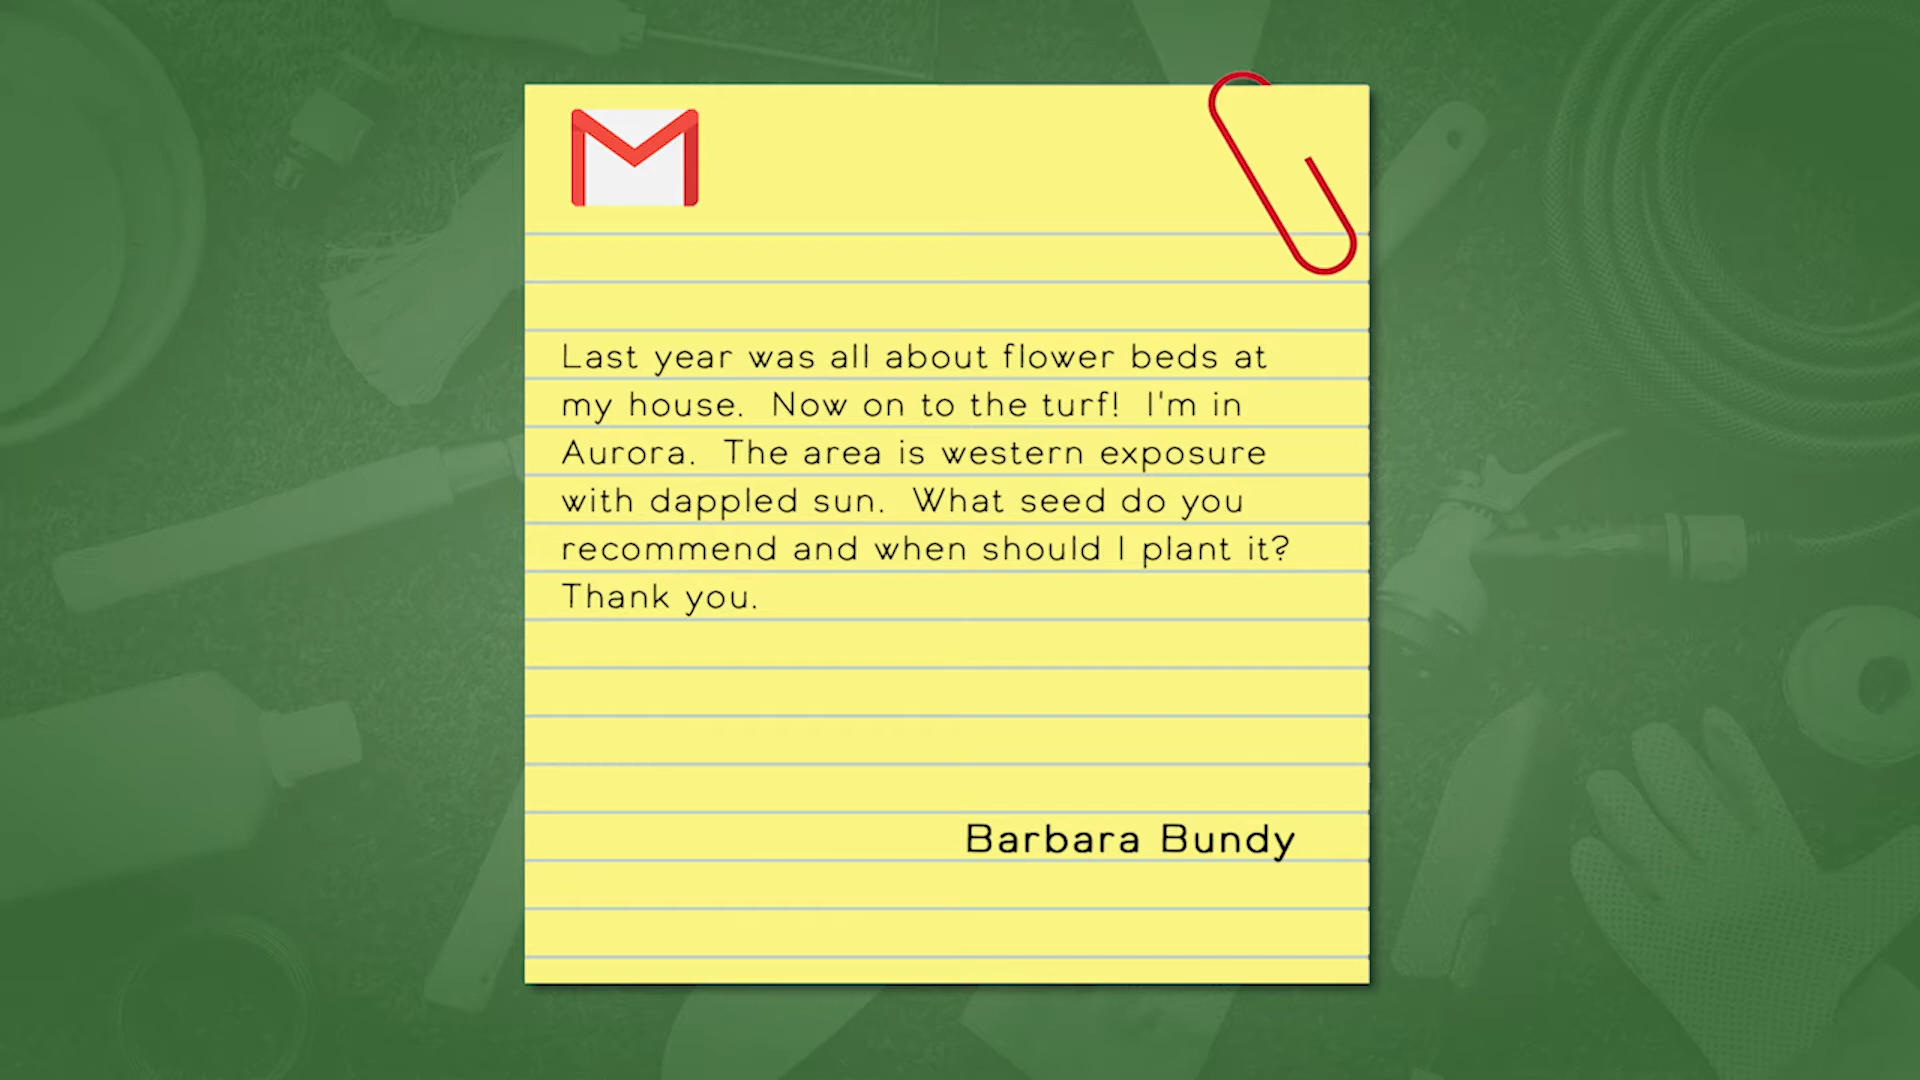 Last year was all about flower beds at
my house.  Now on to the turf!  I'm in
Aurora.  The area is western exposure
with dappled sun.  What seed do you
recommend and when should I plant it?
Thank you.
Barbara Bundy